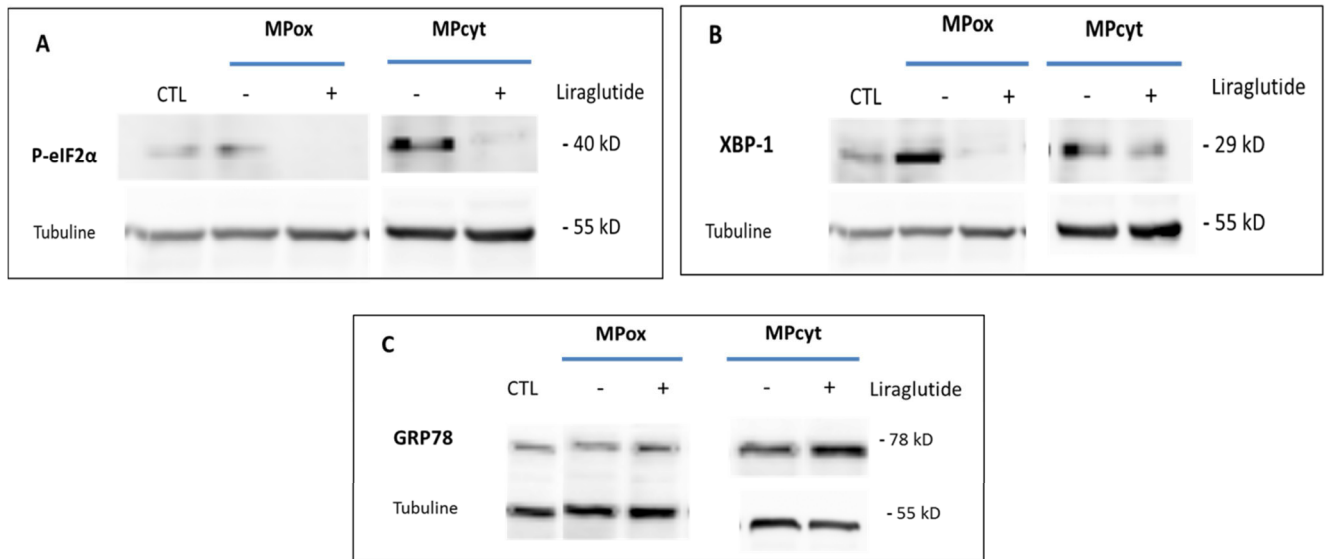 A
MPox MPcyt
CTL - + - + Liraglutide
P-eIF2α - 40 kD
Tubuline - 55 kD
B
MPox MPcyt
CTL - + - + Liraglutide
XBP-1 - 29 kD
Tubuline - 55 kD
C
MPox MPcyt
CTL - + - + Liraglutide
GRP78 - 78 kD
Tubuline - 55 kD